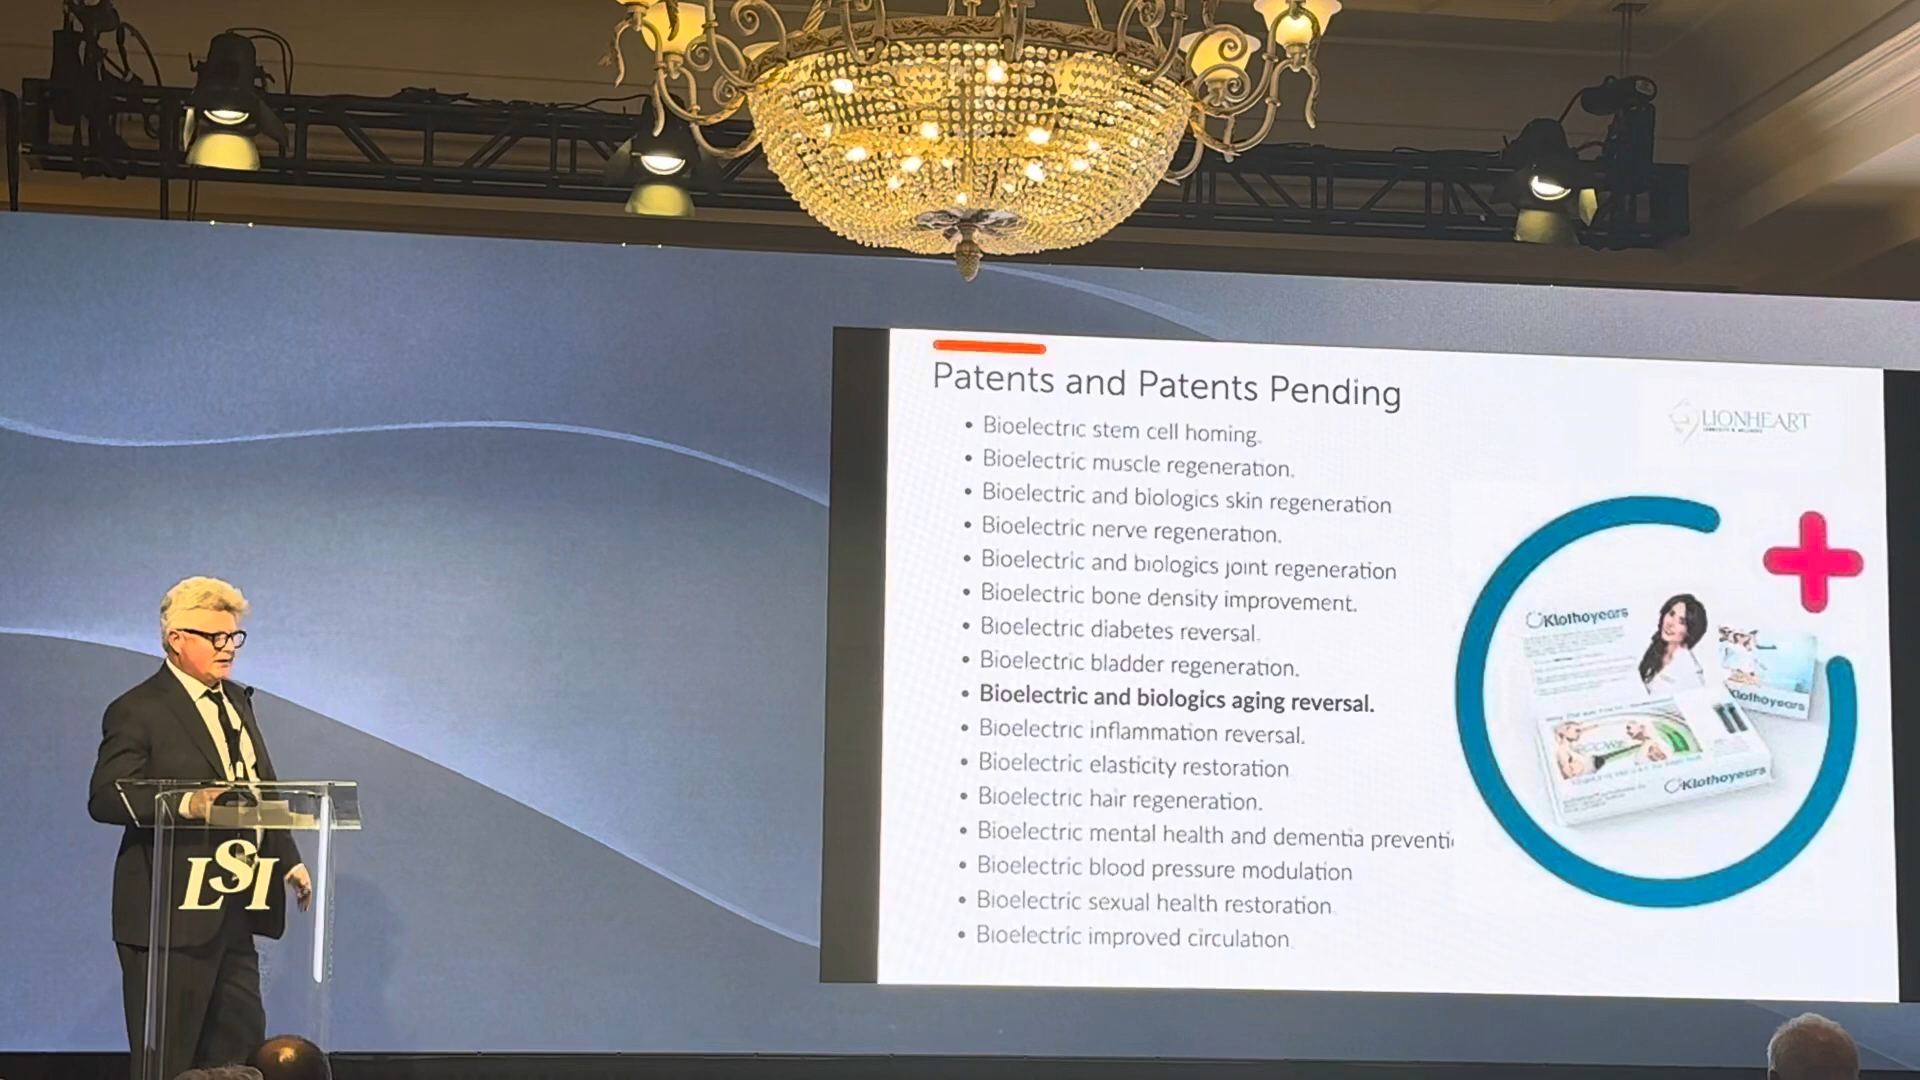 Patents and Patents Pending
LIONHEART
• Bioelectric stem cell homing.
• Bioelectric muscle regeneration.
• Bioelectric and biologics skin regeneration
• Bioelectric nerve regeneration.
• Bioelectric and biologics joint regeneration
• Bioelectric bone density improvement.
• Bioelectric diabetes reversal.
• Bioelectric bladder regeneration.
• Bioelectric and biologics aging reversal.
• Bioelectric inflammation reversal.
• Bioelectric elasticity restoration
• Bioelectric hair regeneration.
• Bioelectric mental health and dementia preventi
• Bioelectric blood pressure modulation
• Bioelectric sexual health restoration
• Bioelectric improved circulation
Klothoyears
Klothoyears
Klothoyears
LSI